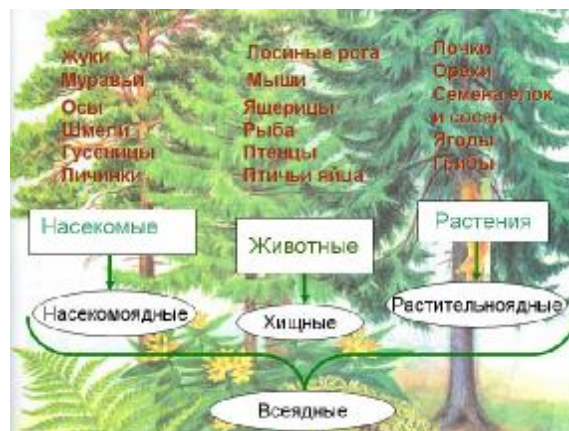 Жуки
Муравьи
Осы
Шмели
Гусеницы
Личинки
Лосиные рога
Мыши
Ящерицы
Рыба
Птенцы
Птичьи яйца
Почки
Орехи
Семена елок
и сосен
Ягоды
Грибы
Насекомые
Животные
Растения
Насекомоядные
Хищные
Растительноядные
Всеядные